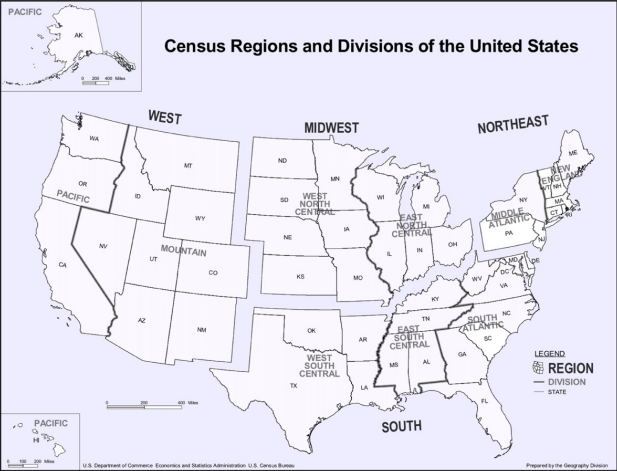 PACIFIC
AK
0 200 400 Miles
Census Regions and Divisions of the United States
WEST
MIDWEST
NORTHEAST
WA
MT
ND
MN
ME
OR
ID
SD
WI
MI
NY
VT
NH
NEW
ENGLAND
MA
CT
RI
PACIFIC
WY
WEST
NORTH
CENTRAL
EAST
NORTH
CENTRAL
MIDDLE
ATLANTIC
PA
NJ
NV
UT
MOUNTAIN
CO
NE
IA
IL
IN
OH
CA
KS
MO
WV
MD
DE
DC
VA
KY
AZ
NM
OK
AR
TN
NC
EAST
SOUTH
CENTRAL
SOUTH
ATLANTIC
SC
WEST
SOUTH
CENTRAL
TX
LA
MS
AL
GA
FL
SOUTH
LEGEND
REGION
DIVISION
STATE
0 200 400 Miles
PACIFIC
HI
0 100 200 Miles
U.S. Department of Commerce Economics and Statistics Administration U.S. Census Bureau
Prepared by the Geography Division